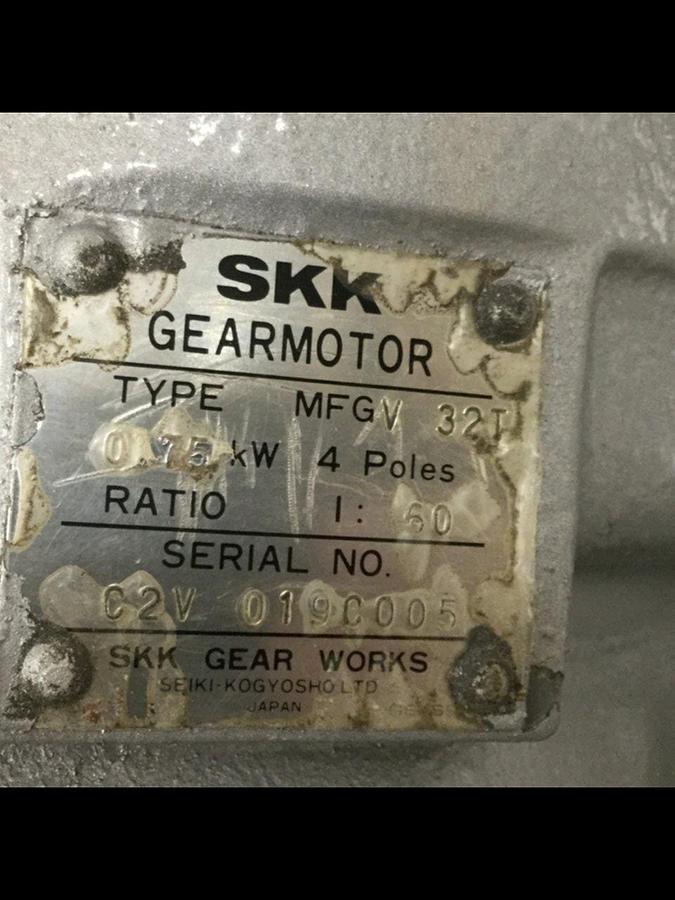 SKK
GEARMOTOR
TYPE MFGV 32T
0.75 kW 4 Poles
RATIO 1: 60
SERIAL NO.
C2V 019C005
SKK GEAR WORKS
SEIKI-KOGYOSHO LTD
JAPAN